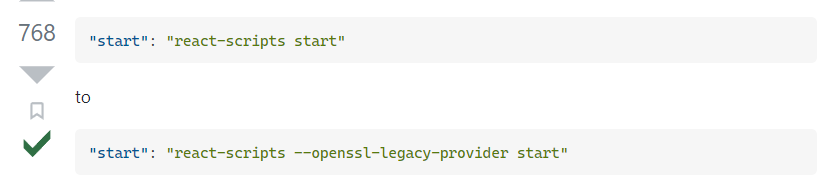 768
"start": "react-scripts start"
to
"start": "react-scripts --openssl-legacy-provider start"